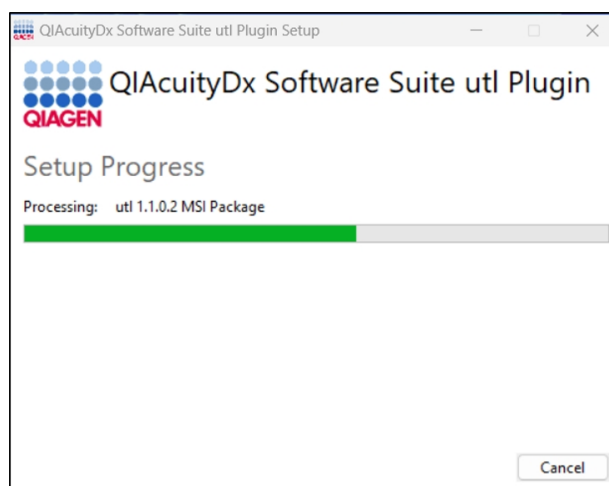 QIAcuityDx Software Suite utl Plugin Setup
QIAGEN
QIAcuityDx Software Suite utl Plugin
Setup Progress
Processing: utl 1.1.0.2 MSI Package
Cancel